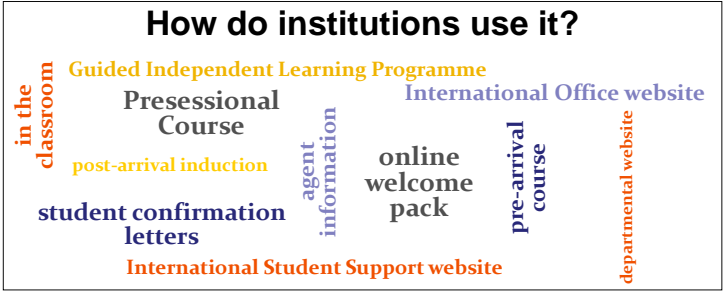 How do institutions use it?
Guided Independent Learning Programme
in the
classroom
Presessional
Course
International Office website
post-arrival induction
agent
information
online
welcome
pack
pre-arrival
course
departmental website
student confirmation
letters
International Student Support website